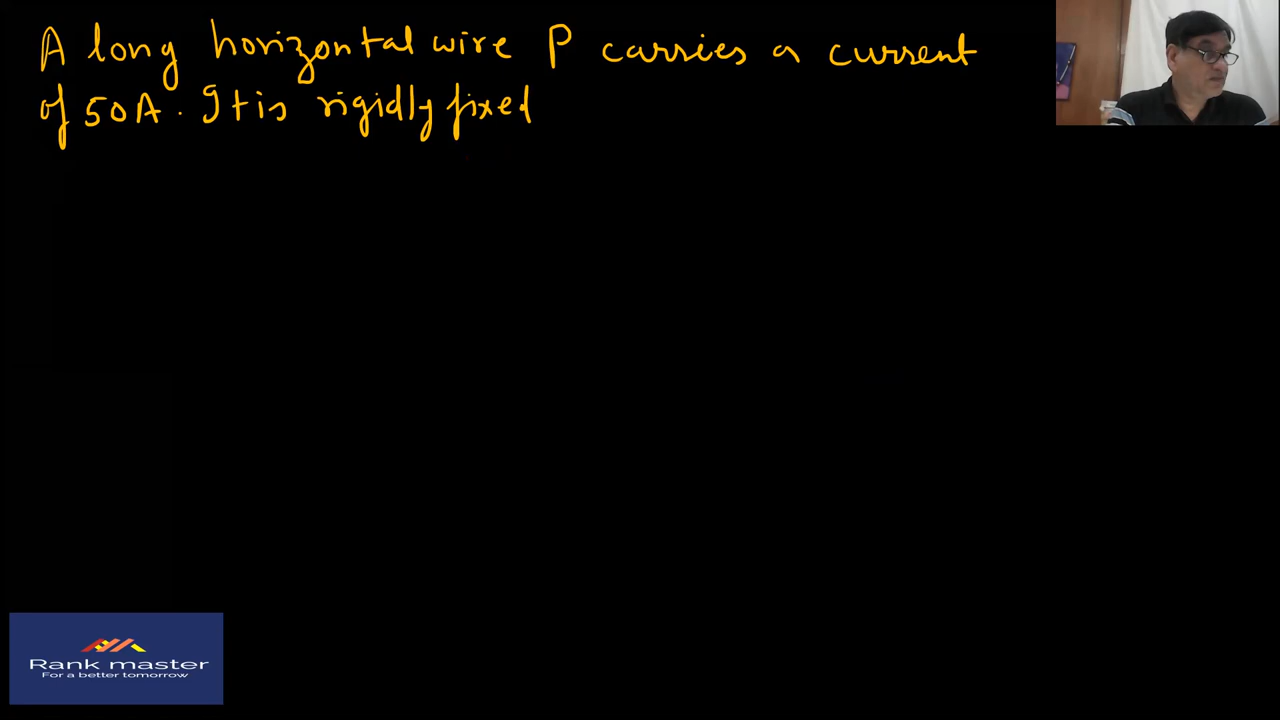 A long horizontal wire P carries a current
of 50A. It is rigidly fixed
Rank master
For a better tomorrow